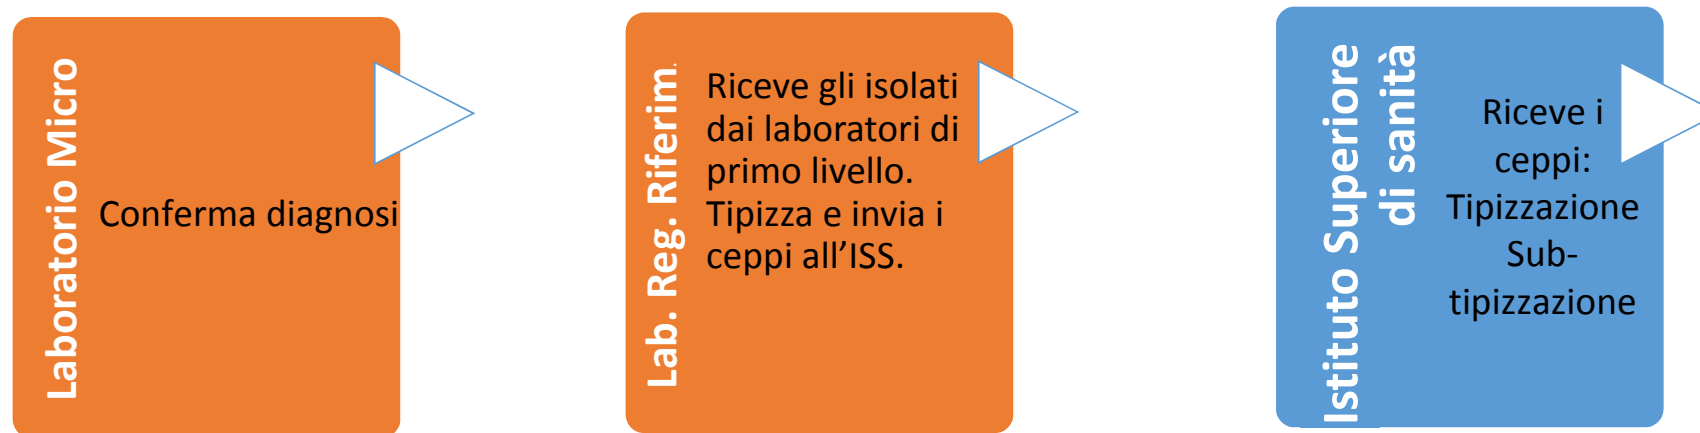 Laboratorio Micro
Conferma diagnosi
Lab. Reg. Riferim.
Riceve gli isolati
dai laboratori di
primo livello.
Tipizza e invia i
ceppi all’ISS.
Istituto Superiore
di sanità
Riceve i
ceppi:
Tipizzazione
Sub-
tipizzazione